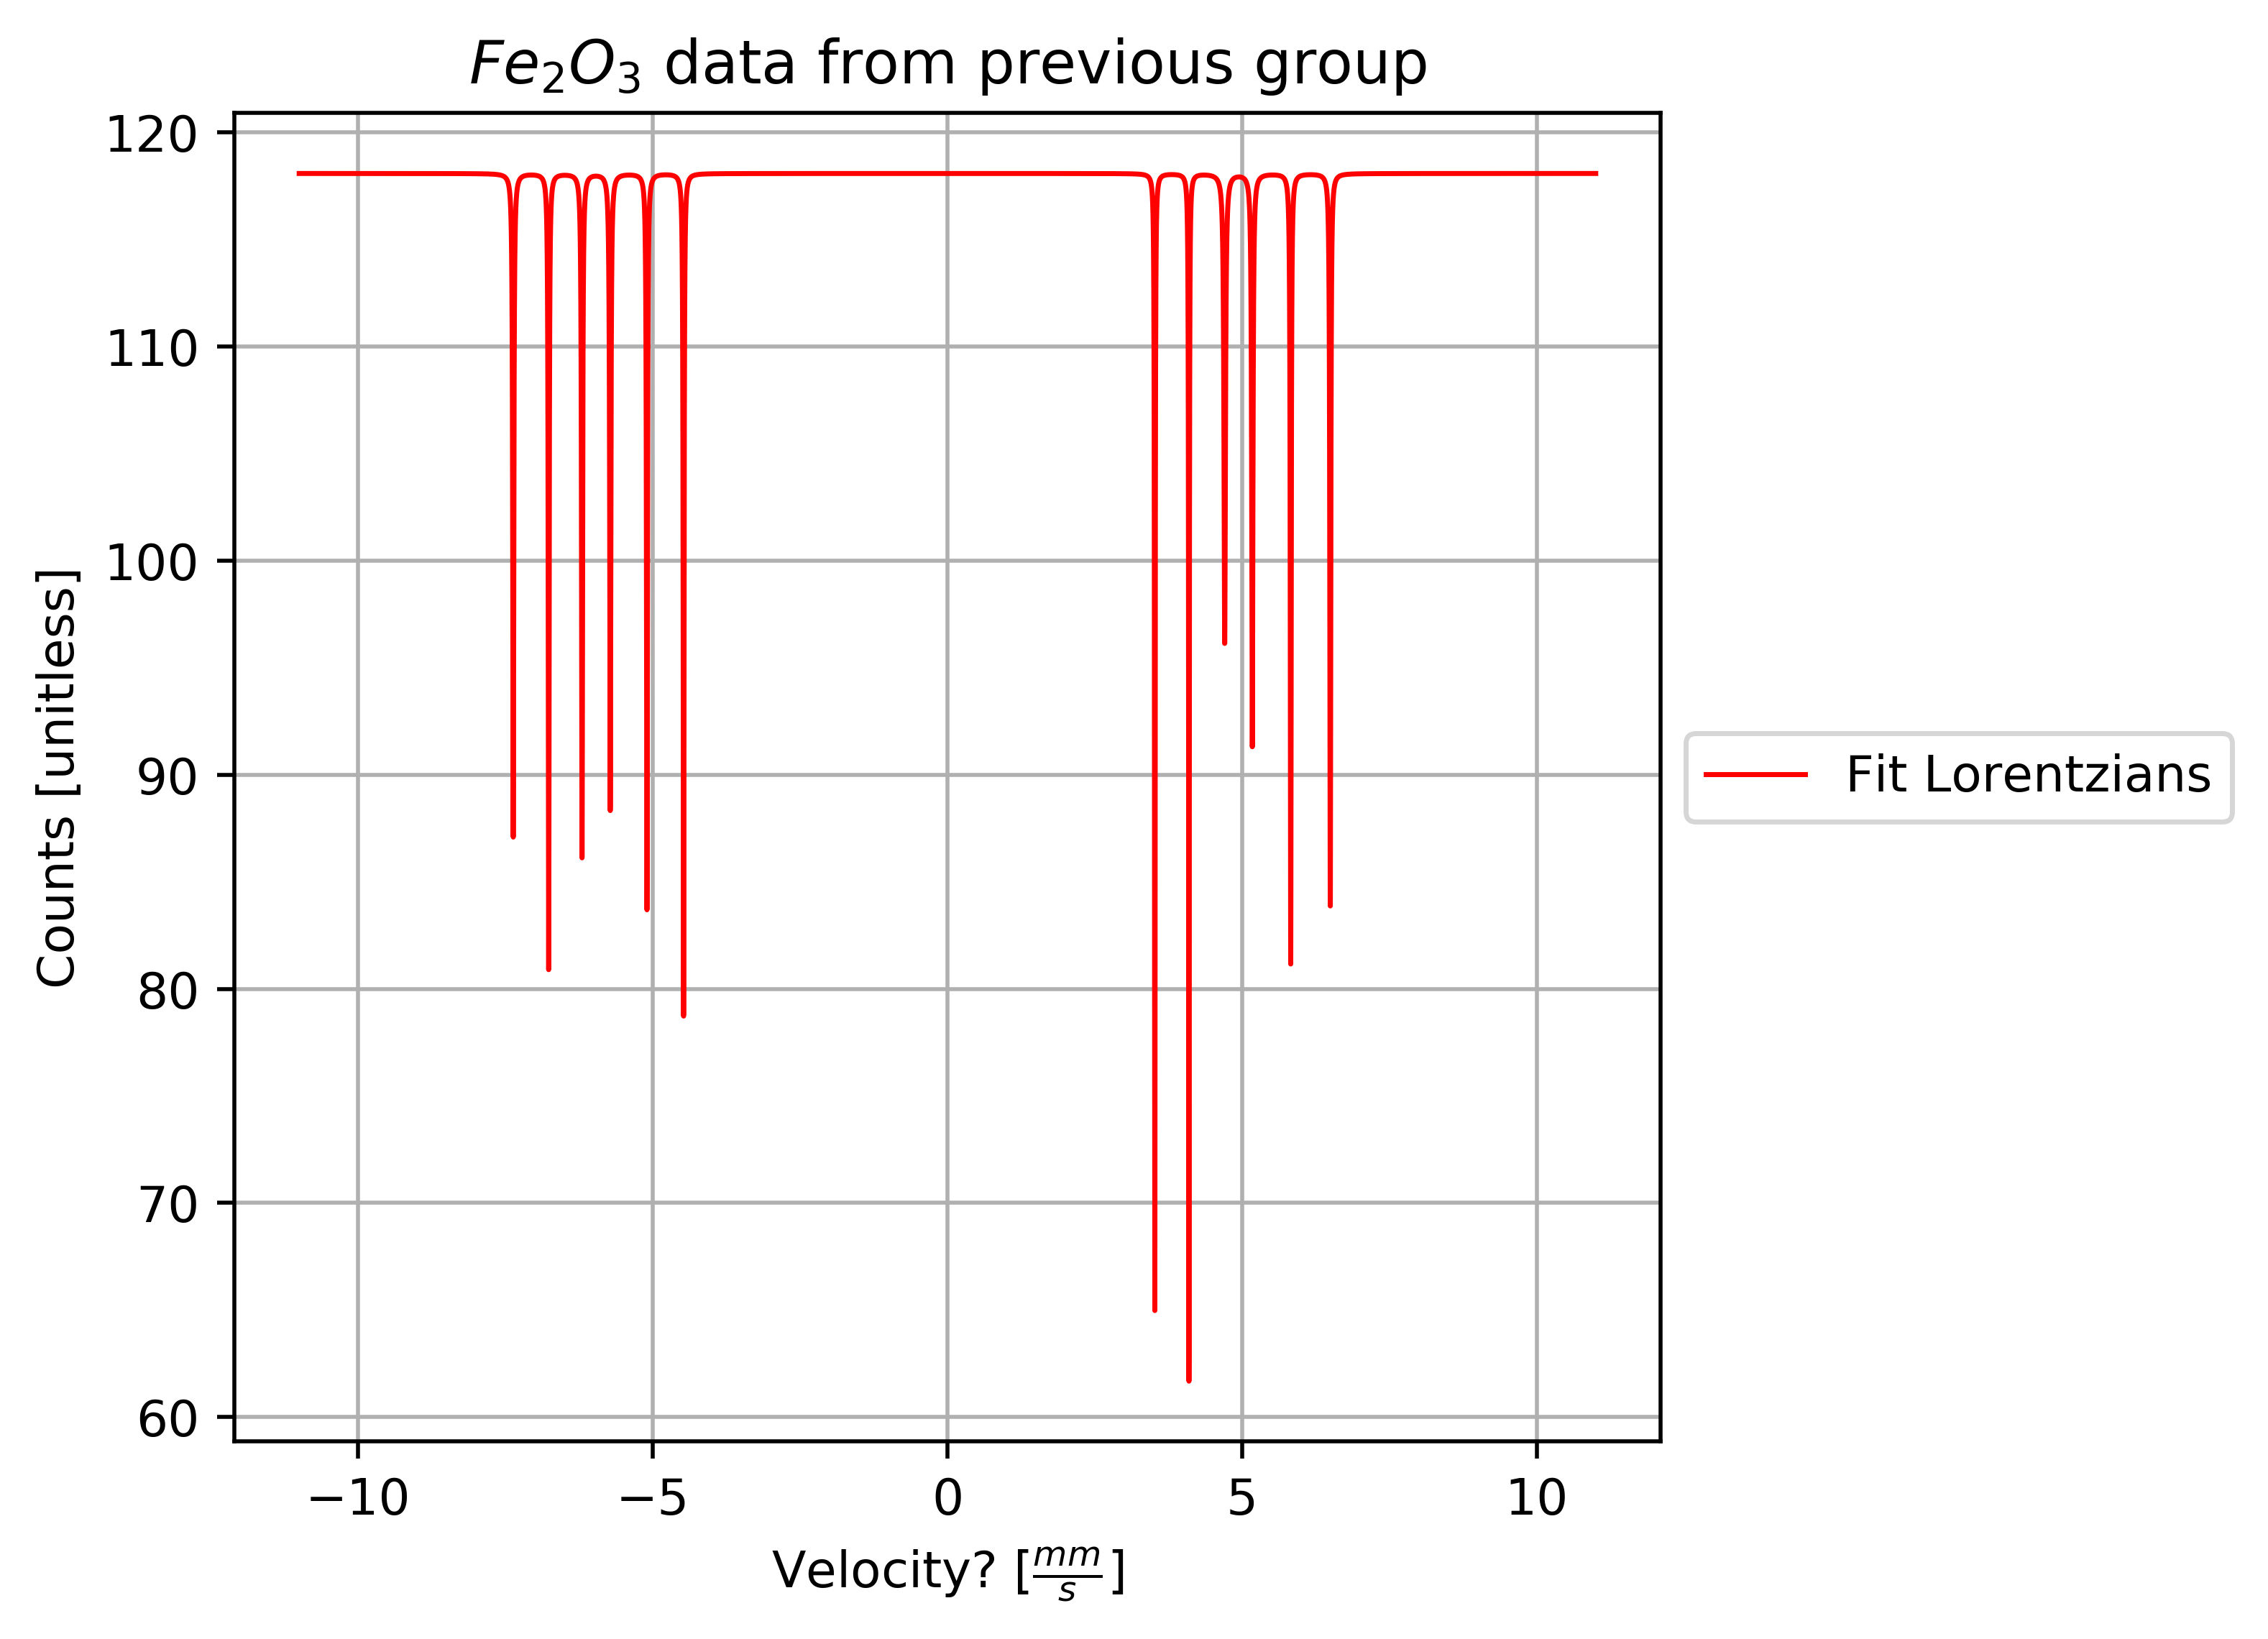 Fe₂O₃ data from previous group
120
110
100
90
80
70
60
Counts [unitless]
−10 −5 0 5 10
Velocity? [mm/s]
Fit Lorentzians